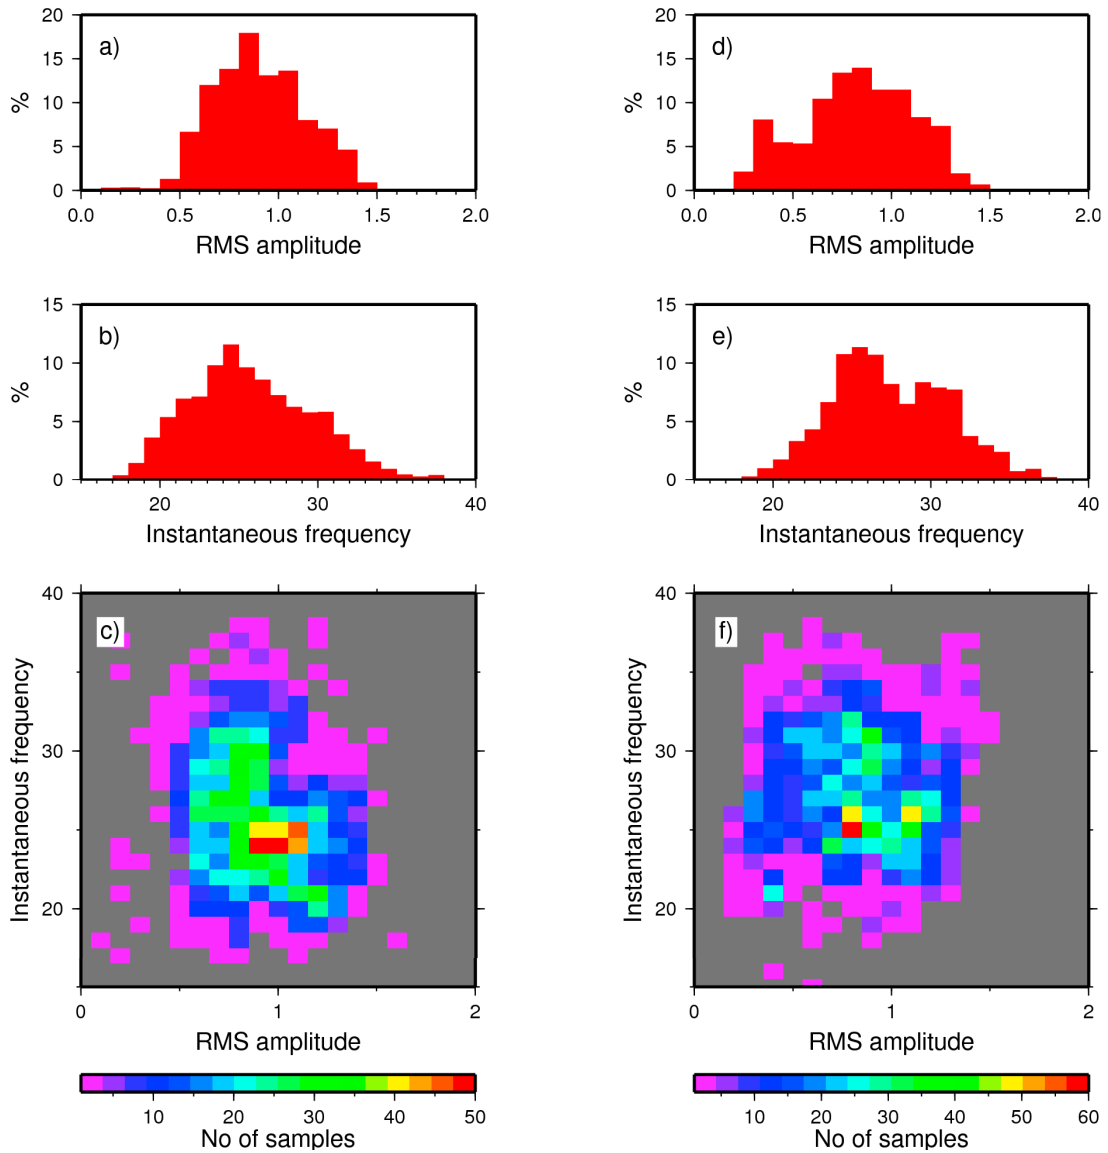 a)
20
15
10
5
0
%
0.0 0.5 1.0 1.5 2.0
RMS amplitude
d)
20
15
10
5
0
%
0.0 0.5 1.0 1.5 2.0
RMS amplitude
b)
15
10
5
0
%
20 30 40
Instantaneous frequency
e)
15
10
5
0
%
20 30 40
Instantaneous frequency
c)
40
30
20
Instantaneous frequency
0 1 2
RMS amplitude
10 20 30 40 50
No of samples
f)
40
30
20
Instantaneous frequency
0 1 2
RMS amplitude
10 20 30 40 50 60
No of samples